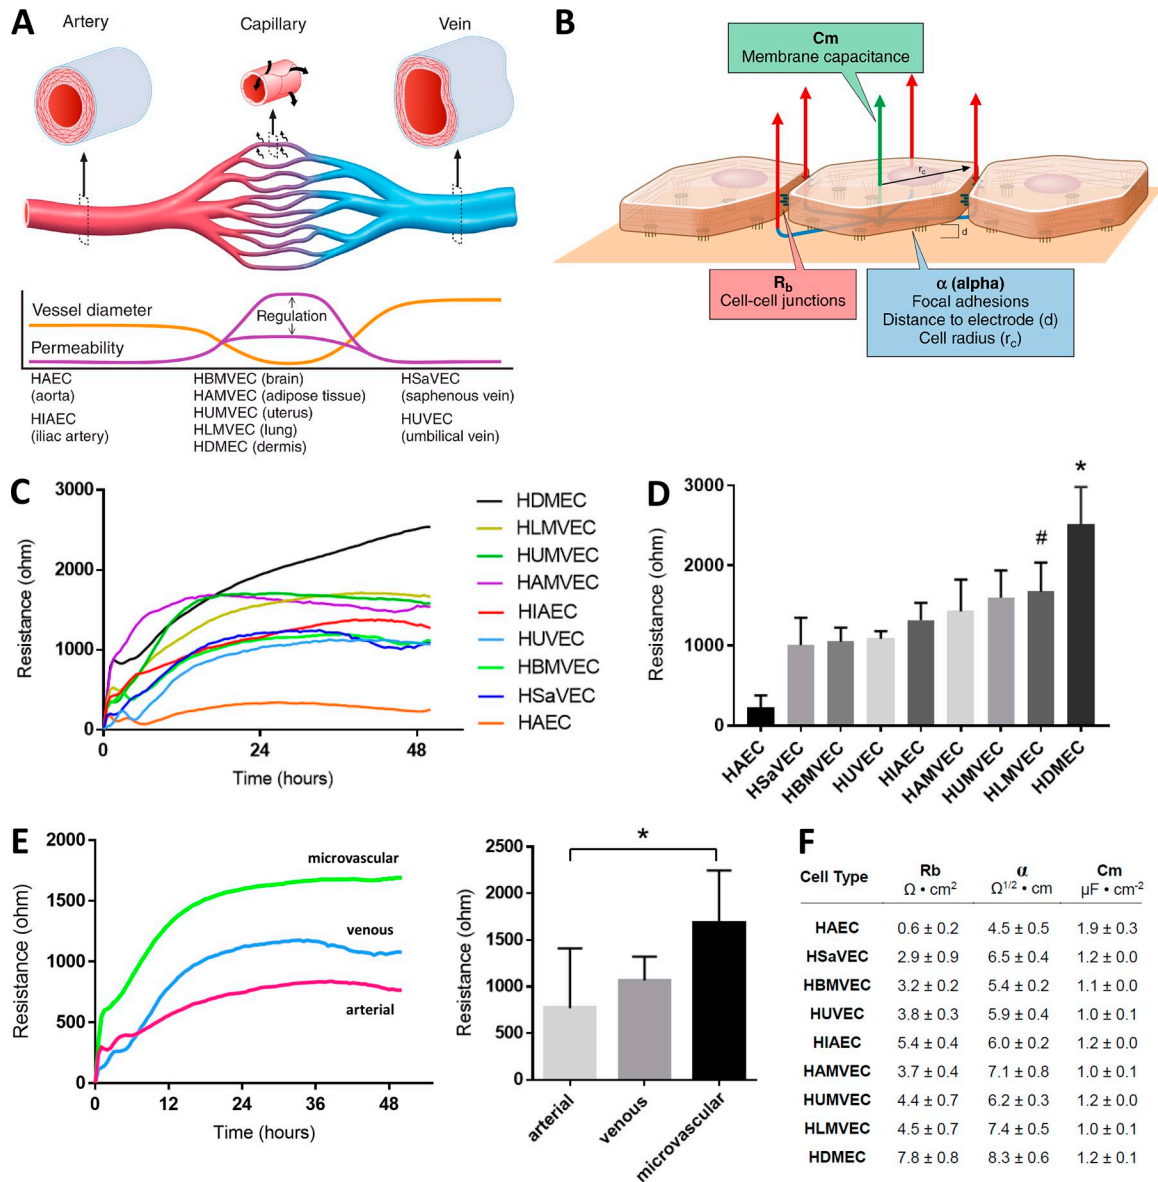 A
Artery
Capillary
Vein
Vessel diameter
Regulation
Permeability
HAEC
(aorta)
HIAEC
(iliac artery)
HBMVEC (brain)
HAMVEC (adipose tissue)
HUMVEC (uterus)
HLMVEC (lung)
HDMEC (dermis)
HSaVEC
(saphenous vein)
HUVEC
(umbilical vein)
B
Cm
Membrane capacitance
rc
d
Rb
Cell-cell junctions
α (alpha)
Focal adhesions
Distance to electrode (d)
Cell radius (rc)
C
Resistance (ohm)
3000
2000
1000
0
0 24 48
Time (hours)
HDMEC
HLMVEC
HUMVEC
HAMVEC
HIAEC
HUVEC
HBMVEC
HSaVEC
HAEC
D
Resistance (ohm)
3000
2000
1000
0
#
*
HAEC
HSaVEC
HBMVEC
HUVEC
HIAEC
HAMVEC
HUMVEC
HLMVEC
HDMEC
E
Resistance (ohm)
2000
1500
1000
500
0
microvascular
venous
arterial
0 12 24 36 48
Time (hours)
Resistance (ohm)
2500
2000
1500
1000
500
0
*
arterial
venous
microvascular
F
Cell Type Rb α Cm
Ω • cm2 Ω1/2 • cm µF • cm-2
HAEC 0.6 ± 0.2 4.5 ± 0.5 1.9 ± 0.3
HSaVEC 2.9 ± 0.9 6.5 ± 0.4 1.2 ± 0.0
HBMVEC 3.2 ± 0.2 5.4 ± 0.2 1.1 ± 0.0
HUVEC 3.8 ± 0.3 5.9 ± 0.4 1.0 ± 0.1
HIAEC 5.4 ± 0.4 6.0 ± 0.2 1.2 ± 0.0
HAMVEC 3.7 ± 0.4 7.1 ± 0.8 1.0 ± 0.1
HUMVEC 4.4 ± 0.7 6.2 ± 0.3 1.2 ± 0.0
HLMVEC 4.5 ± 0.7 7.4 ± 0.5 1.0 ± 0.1
HDMEC 7.8 ± 0.8 8.3 ± 0.6 1.2 ± 0.1